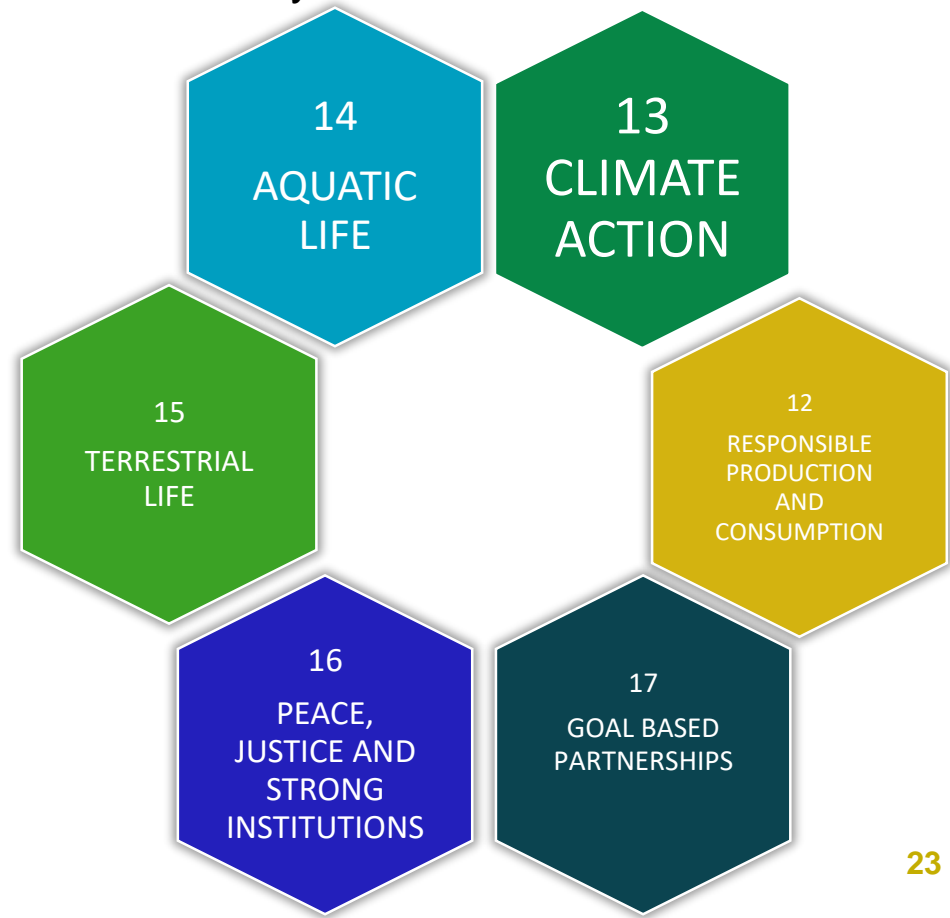 14
AQUATIC
LIFE
13
CLIMATE
ACTION
15
TERRESTRIAL
LIFE
12
RESPONSIBLE
PRODUCTION
AND
CONSUMPTION
16
PEACE,
JUSTICE AND
STRONG
INSTITUTIONS
17
GOAL BASED
PARTNERSHIPS
23